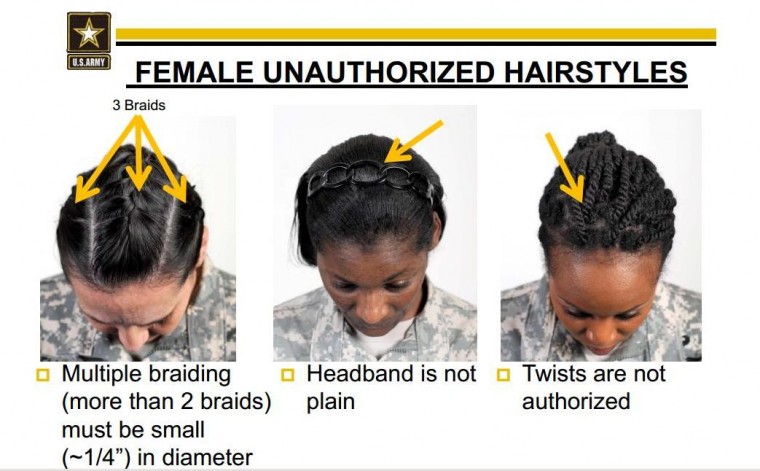 U.S.ARMY
FEMALE UNAUTHORIZED HAIRSTYLES
3 Braids
Multiple braiding
(more than 2 braids)
must be small
(~1/4”) in diameter
Headband is not
plain
Twists are not
authorized